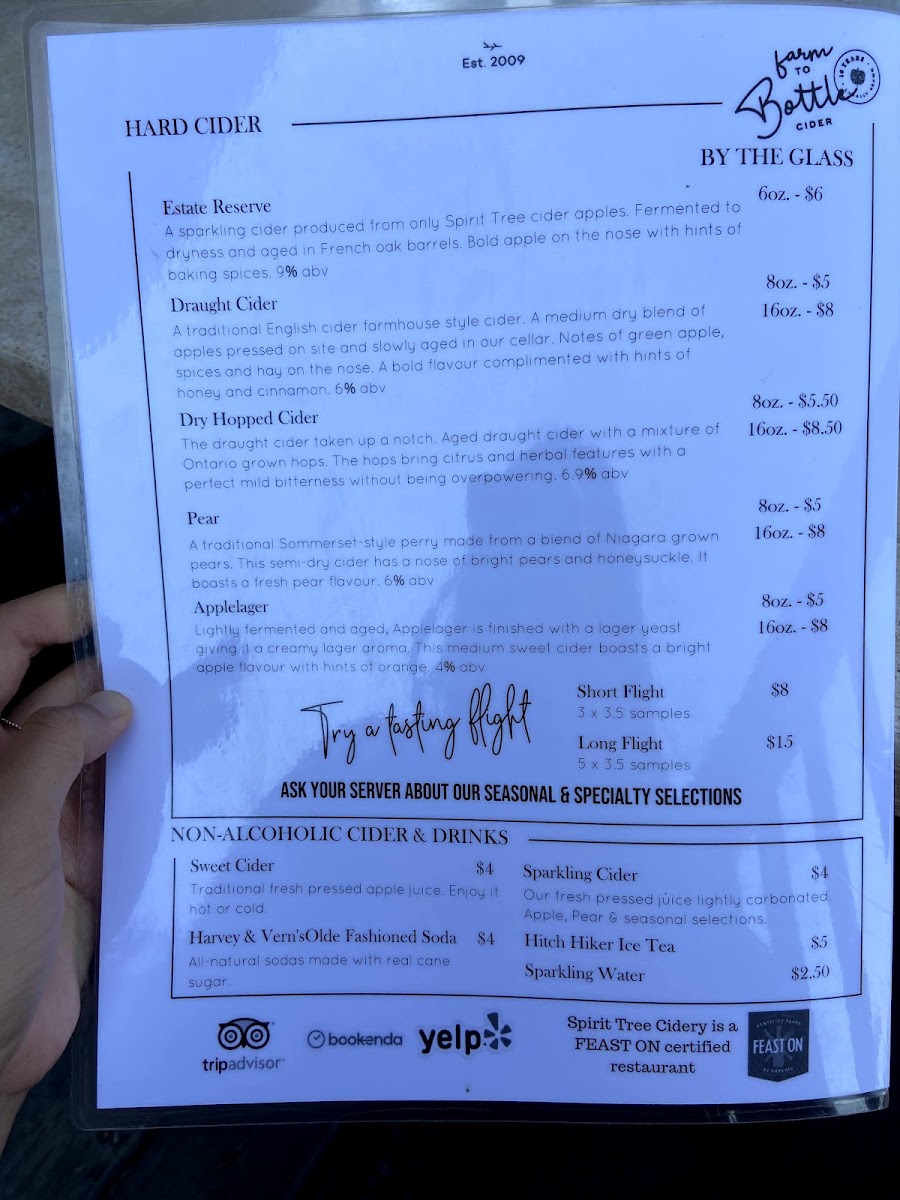 Est. 2009
farm
TO
Bottle
CIDER
HARD CIDER
BY THE GLASS
Estate Reserve
6oz. - $6
A sparkling cider produced from only Spirit Tree cider apples. Fermented to
dryness and aged in French oak barrels. Bold apple on the nose with hints of
baking spices. 9% abv
Draught Cider
8oz. - $5
16oz. - $8
A traditional English cider farmhouse style cider. A medium dry blend of
apples pressed on site and slowly aged in our cellar. Notes of green apple,
spices and hay on the nose. A bold flavour complimented with hints of
honey and cinnamon. 6% abv
Dry Hopped Cider
8oz. - $5.50
16oz. - $8.50
The draught cider taken up a notch. Aged draught cider with a mixture of
Ontario grown hops. The hops bring citrus and herbal features with a
perfect mild bitterness without being overpowering. 6.9% abv
Pear
8oz. - $5
16oz. - $8
A traditional Sommerset-style perry made from a blend of Niagara grown
pears. This semi-dry cider has a nose of bright pears and honeysuckle. It
boasts a fresh pear flavour. 6% abv
Applelager
8oz. - $5
16oz. - $8
Lightly fermented and aged, Applelager is finished with a lager yeast
giving it a creamy lager aroma. This medium sweet cider boasts a bright
apple flavour with hints of orange. 4% abv
Try a tasting flight
Short Flight $8
3 x 3.5 samples
Long Flight $15
5 x 3.5 samples
ASK YOUR SERVER ABOUT OUR SEASONAL & SPECIALTY SELECTIONS
NON-ALCOHOLIC CIDER & DRINKS
Sweet Cider $4
Traditional fresh pressed apple juice. Enjoy it
hot or cold.
Harvey & Vern'sOlde Fashioned Soda $4
All-natural sodas made with real cane
sugar.
Sparkling Cider $4
Our fresh pressed juice lightly carbonated.
Apple, Pear & seasonal selections.
Hitch Hiker Ice Tea $5
Sparkling Water $2.50
tripadvisor
bookenda
yelp
Spirit Tree Cidery is a
FEAST ON certified
restaurant
FEAST ON